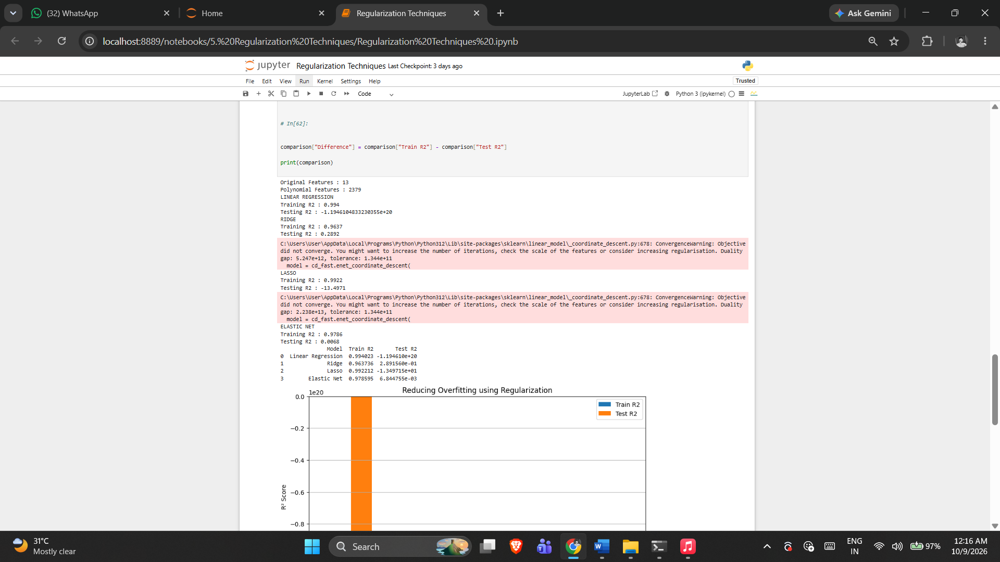 (32) WhatsApp
Home
Regularization Techniques
Ask Gemini
localhost:8889/notebooks/5.%20Regularization%20Techniques/Regularization%20Techniques%20.ipynb
jupyter Regularization Techniques Last Checkpoint: 3 days ago
File Edit View Run Kernel Settings Help
Trusted
Code
JupyterLab
Python 3 (ipykernel)
# In[62]:
comparison["Difference"] = comparison["Train R2"] - comparison["Test R2"]
print(comparison)
Original Features : 13
Polynomial Features : 2379
LINEAR REGRESSION
Training R2 : 0.994
Testing R2 : -1.1946104833230355e+20
RIDGE
Training R2 : 0.9637
Testing R2 : 0.2892
C:\Users\User\AppData\Local\Programs\Python\Python312\Lib\site-packages\sklearn\linear_model\_coordinate_descent.py:678: ConvergenceWarning: Objective
did not converge. You might want to increase the number of iterations, check the scale of the features or consider increasing regularisation. Duality
gap: 5.247e+12, tolerance: 1.344e+11
model = cd_fast.enet_coordinate_descent(
LASSO
Training R2 : 0.9922
Testing R2 : -13.4971
C:\Users\User\AppData\Local\Programs\Python\Python312\Lib\site-packages\sklearn\linear_model\_coordinate_descent.py:678: ConvergenceWarning: Objective
did not converge. You might want to increase the number of iterations, check the scale of the features or consider increasing regularisation. Duality
gap: 2.238e+13, tolerance: 1.344e+11
model = cd_fast.enet_coordinate_descent(
ELASTIC NET
Training R2 : 0.9786
Testing R2 : 0.0068
Model Train R2 Test R2
0 Linear Regression 0.994023 -1.194610e+20
1 Ridge 0.963736 2.891560e-01
2 Lasso 0.992212 -1.349715e+01
3 Elastic Net 0.978595 6.844755e-03
Reducing Overfitting using Regularization
1e20
0.0
Train R2
Test R2
−0.2
−0.4
−0.6
−0.8
R² Score
31°C
Mostly clear
Search
ENG
IN
97%
12:16 AM
10/9/2026